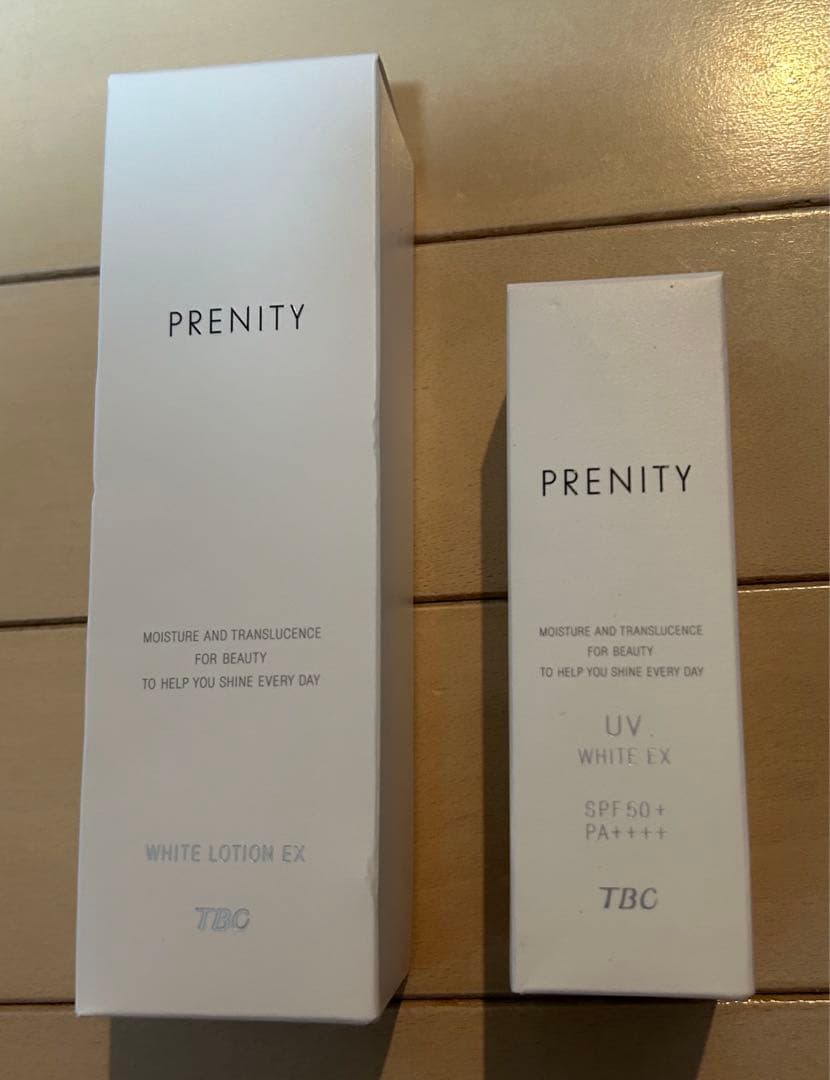 PRENITY
MOISTURE AND TRANSLUCENCE
FOR BEAUTY
TO HELP YOU SHINE EVERY DAY
WHITE LOTION EX
TBC
PRENITY
MOISTURE AND TRANSLUCENCE
FOR BEAUTY
TO HELP YOU SHINE EVERY DAY
UV
WHITE EX
SPF50+
PA++++
TBC